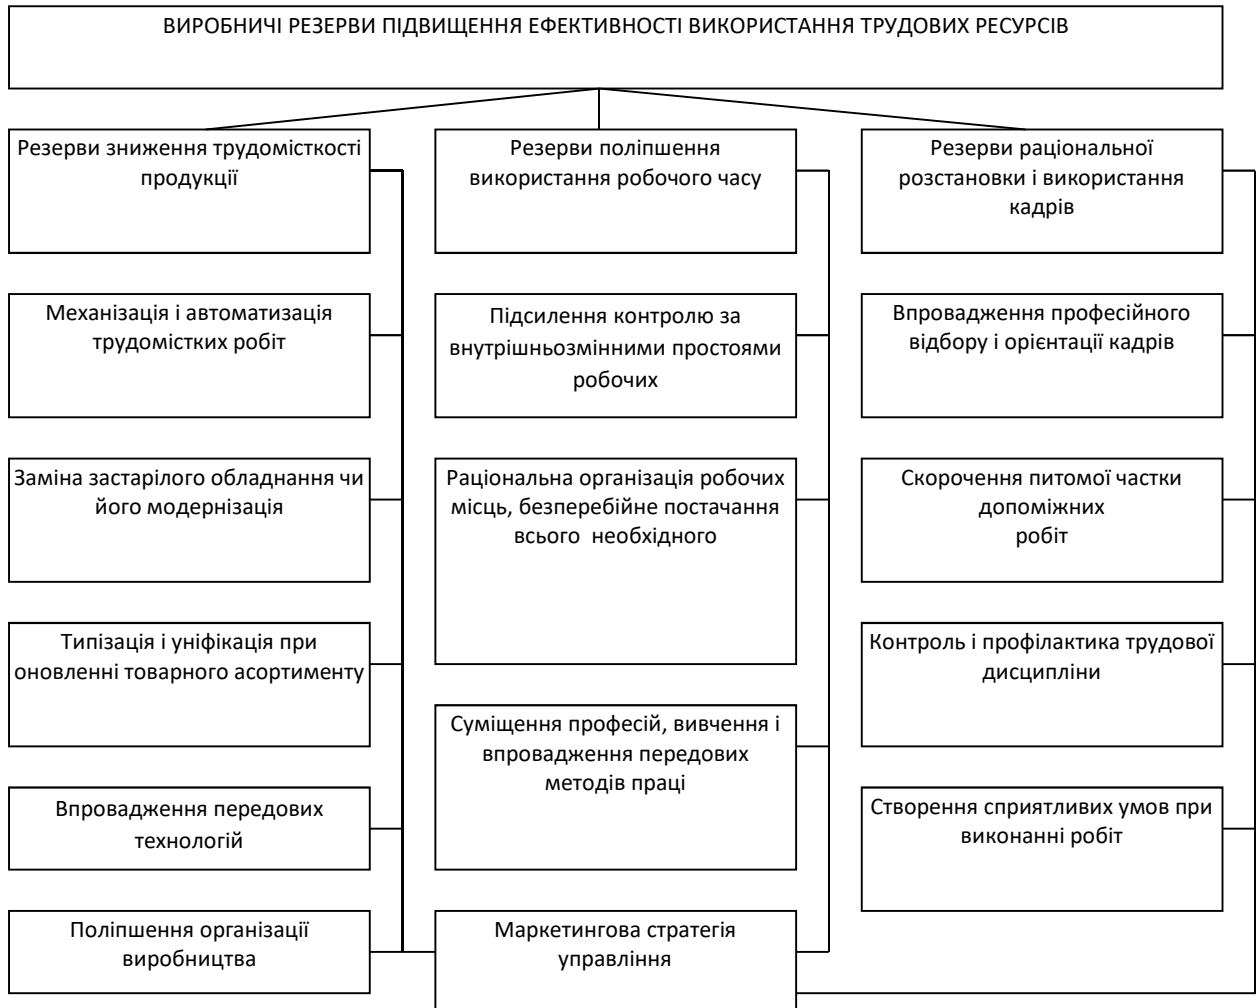 ВИРОБНИЧІ РЕЗЕРВИ ПІДВИЩЕННЯ ЕФЕКТИВНОСТІ ВИКОРИСТАННЯ ТРУДОВИХ РЕСУРСІВ
Резерви зниження трудомісткості
продукції
Механізація і автоматизація
трудомістких робіт
Заміна застарілого обладнання чи
його модернізація
Типізація і уніфікація при
оновленні товарного асортименту
Впровадження передових
технологій
Поліпшення організації
виробництва
Резерви поліпшення
використання робочого часу
Підсилення контролю за
внутрішньозмінними простоями
робочих
Раціональна організація робочих
місць, безперебійне постачання
всього необхідного
Суміщення професій, вивчення і
впровадження передових
методів праці
Маркетингова стратегія
управління
Резерви раціональної
розстановки і використання
кадрів
Впровадження професійного
відбору і орієнтації кадрів
Скорочення питомої частки
допоміжних
робіт
Контроль і профілактика трудової
дисципліни
Створення сприятливих умов при
виконанні робіт